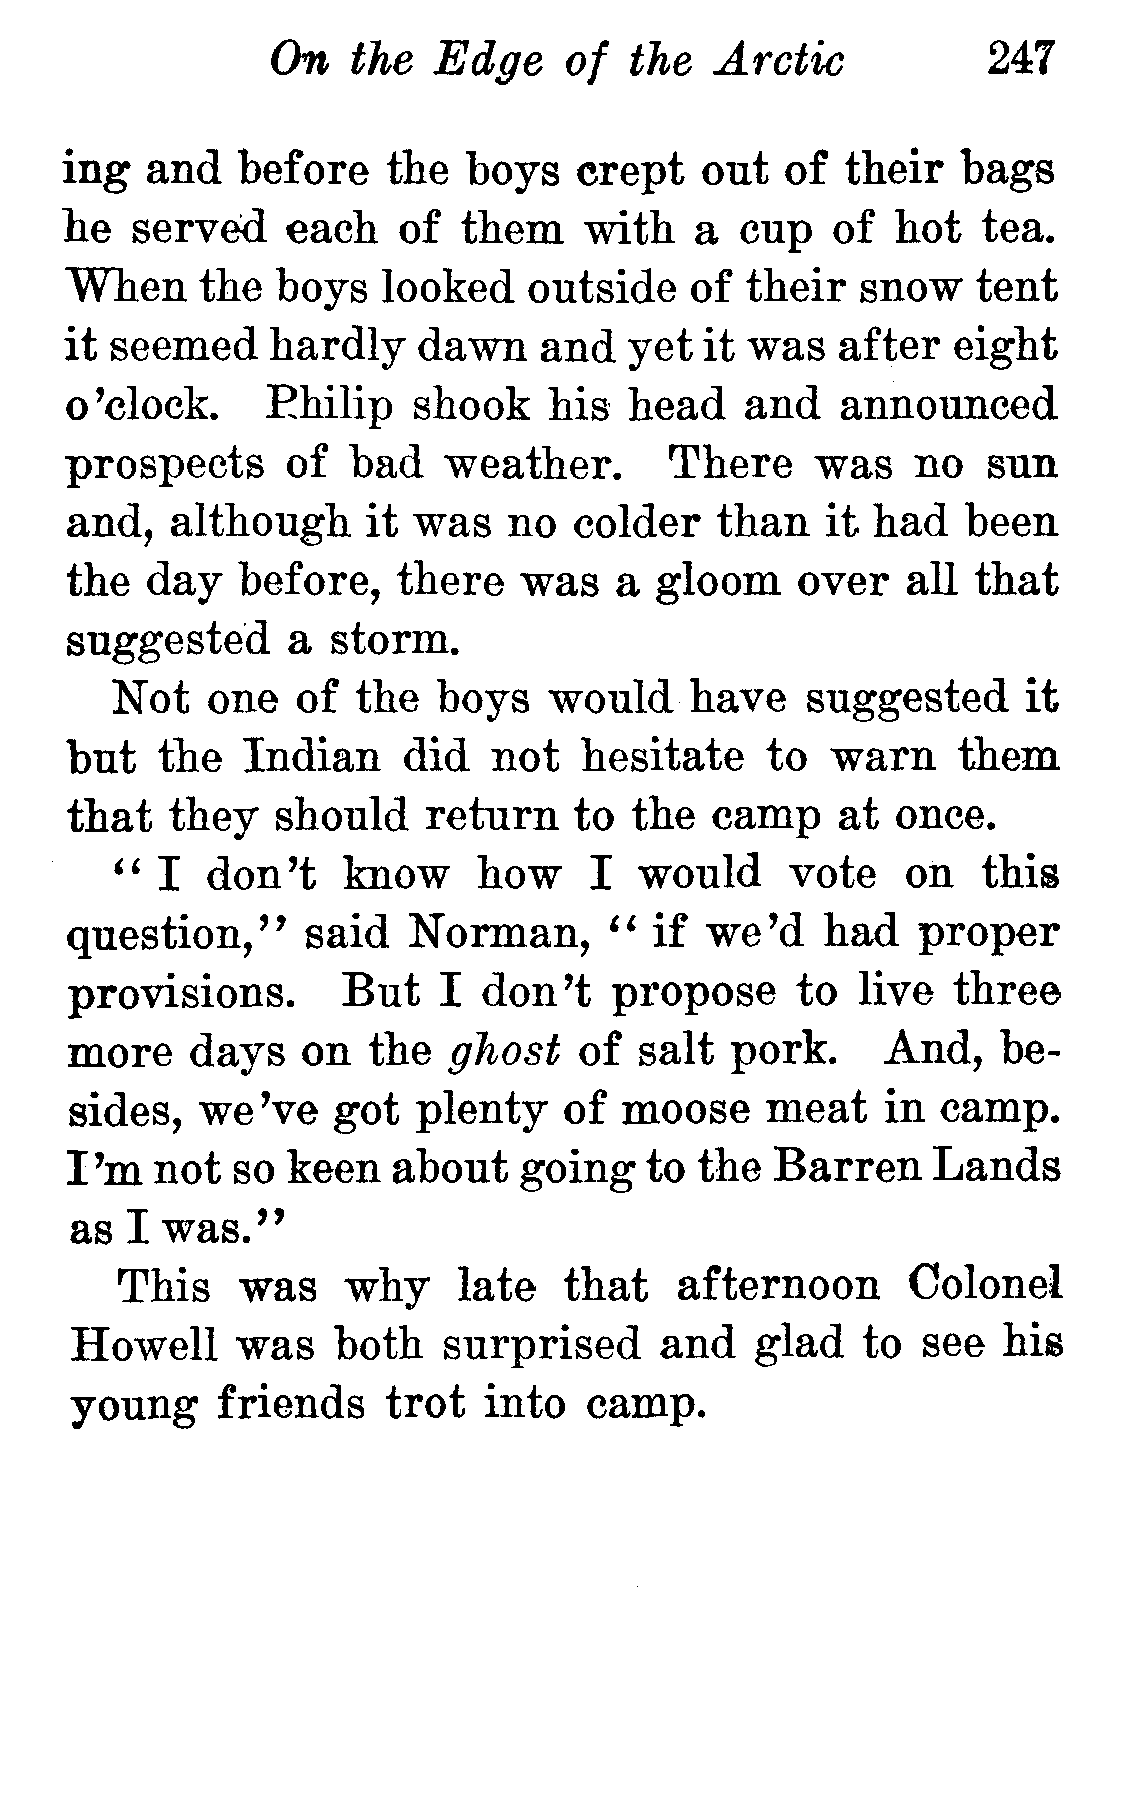 On the Edge of the Arctic 247
ing and before the boys crept out of their bags
he served each of them with a cup of hot tea.
When the boys looked outside of their snow tent
it seemed hardly dawn and yet it was after eight
o'clock. Philip shook his head and announced
prospects of bad weather. There was no sun
and, although it was no colder than it had been
the day before, there was a gloom over all that
suggested a storm.
Not one of the boys would have suggested it
but the Indian did not hesitate to warn them
that they should return to the camp at once.
"I don't know how I would vote on this
question," said Norman, "if we'd had proper
provisions. But I don't propose to live three
more days on the ghost of salt pork. And, be-
sides, we've got plenty of moose meat in camp.
I'm not so keen about going to the Barren Lands
as I was."
This was why late that afternoon Colonel
Howell was both surprised and glad to see his
young friends trot into camp.